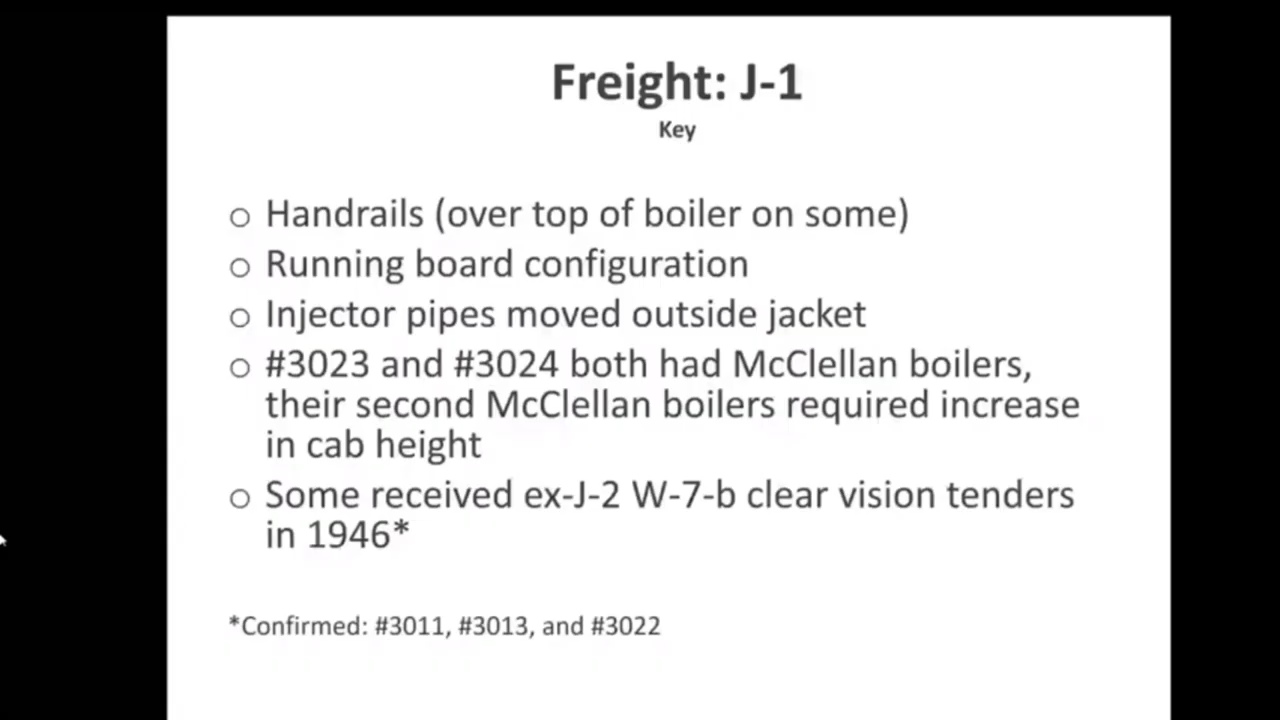 Freight: J-1
Key
○ Handrails (over top of boiler on some)
○ Running board configuration
○ Injector pipes moved outside jacket
○ #3023 and #3024 both had McClellan boilers,
their second McClellan boilers required increase
in cab height
○ Some received ex-J-2 W-7-b clear vision tenders
in 1946*
*Confirmed: #3011, #3013, and #3022